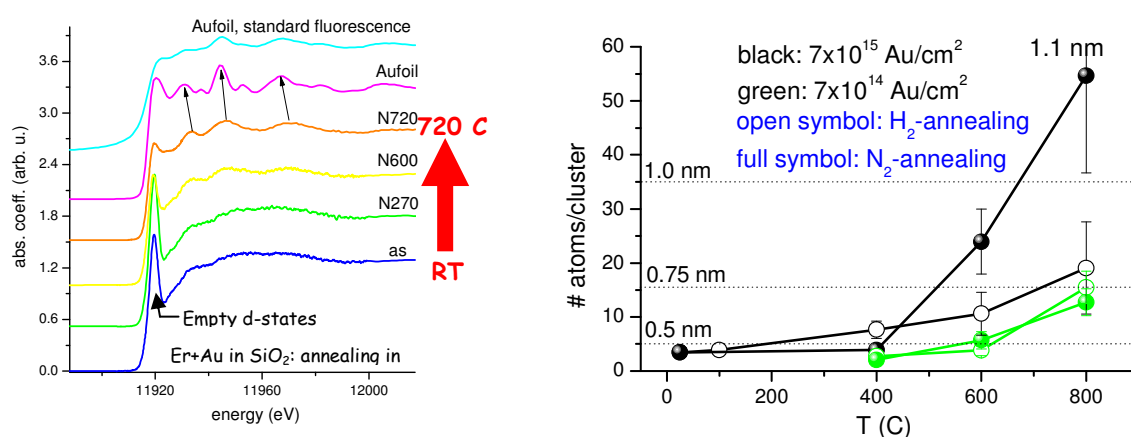 Aufoil, standard fluorescence
Aufoil
N720
720 C
N600
N270
as
RT
Empty d-states
Er+Au in SiO2: annealing in
abs. coeff. (arb. u.)
3.6
3.0
2.4
1.8
1.2
0.6
0.0
11920
11960
12000
energy (eV)
black: 7x10^15 Au/cm^2
green: 7x10^14 Au/cm^2
open symbol: H2-annealing
full symbol: N2-annealing
1.1 nm
1.0 nm
0.75 nm
0.5 nm
# atoms/cluster
60
50
40
30
20
10
0
0
200
400
600
800
T (C)